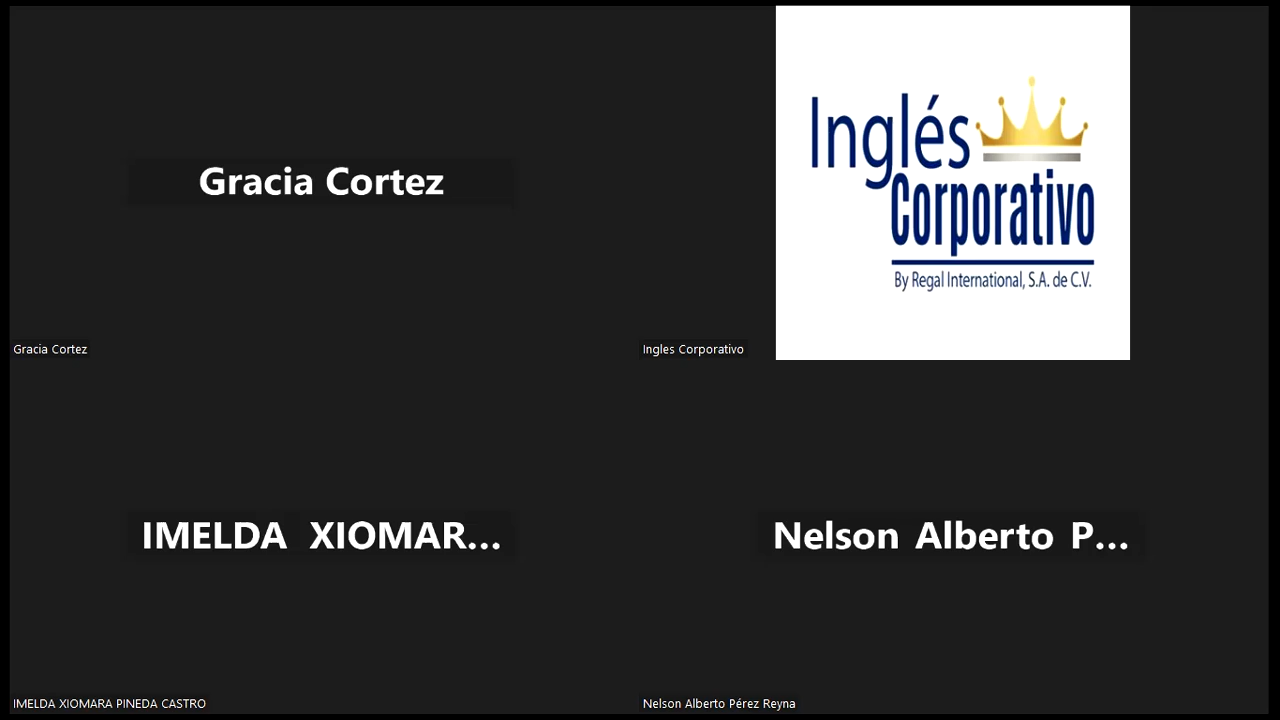 Gracia Cortez
Gracia Cortez
Inglés
Corporativo
By Regal International, S.A. de C.V.
Ingles Corporativo
IMELDA XIOMAR...
IMELDA XIOMARA PINEDA CASTRO
Nelson Alberto P...
Nelson Alberto Pérez Reyna